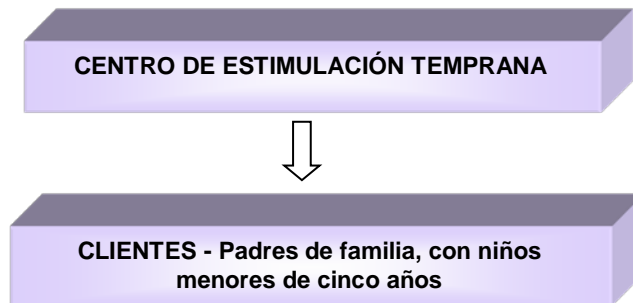 CENTRO DE ESTIMULACIÓN TEMPRANA
CLIENTES - Padres de familia, con niños
menores de cinco años